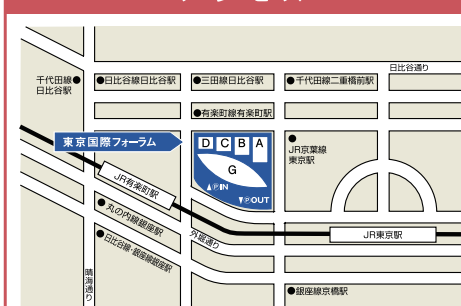 日比谷通り
千代田線●
日比谷駅
●日比谷線日比谷駅
●三田線日比谷駅
●千代田線二重橋前駅
●有楽町線有楽町駅
東京国際フォーラム
D C B A
G
▲ⓅIN
▼ⓅOUT
●
JR京葉線
東京駅
JR有楽町駅
●丸の内線銀座駅
●日比谷線・銀座線銀座駅
外堀通り
JR東京駅
晴海通り
●銀座線京橋駅